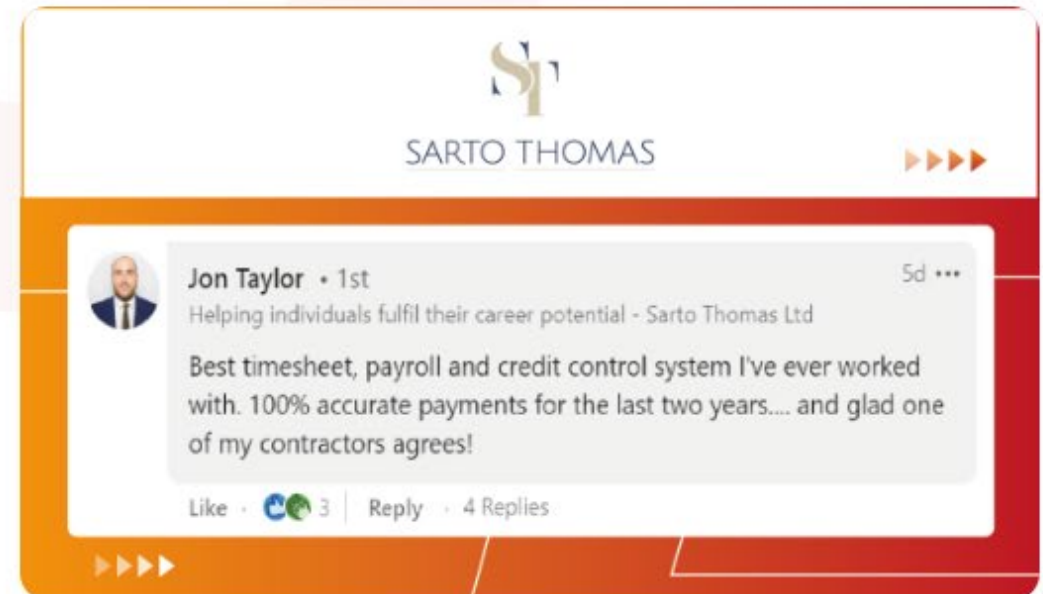 ST
SARTO THOMAS
Jon Taylor • 1st
5d •••
Helping individuals fulfil their career potential - Sarto Thomas Ltd
Best timesheet, payroll and credit control system I've ever worked
with. 100% accurate payments for the last two years.... and glad one
of my contractors agrees!
Like · 3 | Reply · 4 Replies